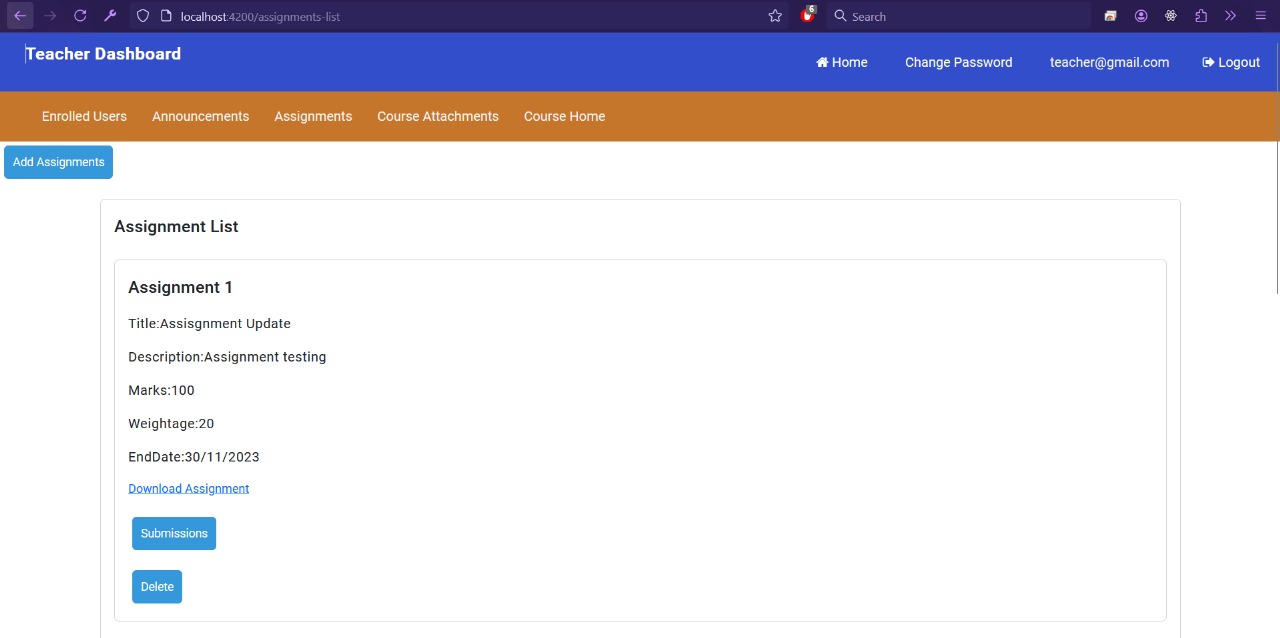 localhost:4200/assignments-list
6
Search
Teacher Dashboard
Home
Change Password
teacher@gmail.com
Logout
Enrolled Users
Announcements
Assignments
Course Attachments
Course Home
Add Assignments
Assignment List
Assignment 1
Title:Assisgnment Update
Description:Assignment testing
Marks:100
Weightage:20
EndDate:30/11/2023
Download Assignment
Submissions
Delete